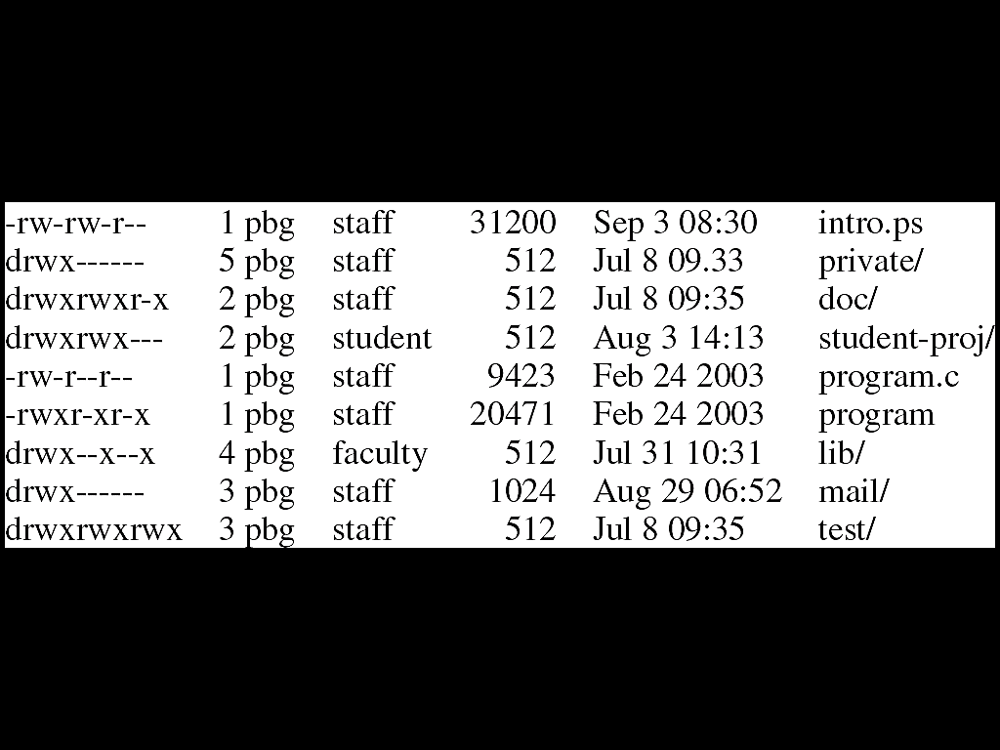 -rw-rw-r-- 1 pbg staff 31200 Sep 3 08:30 intro.ps
drwx------ 5 pbg staff 512 Jul 8 09.33 private/
drwxrwxr-x 2 pbg staff 512 Jul 8 09:35 doc/
drwxrwx--- 2 pbg student 512 Aug 3 14:13 student-proj/
-rw-r--r-- 1 pbg staff 9423 Feb 24 2003 program.c
-rwxr-xr-x 1 pbg staff 20471 Feb 24 2003 program
drwx--x--x 4 pbg faculty 512 Jul 31 10:31 lib/
drwx------ 3 pbg staff 1024 Aug 29 06:52 mail/
drwxrwxrwx 3 pbg staff 512 Jul 8 09:35 test/